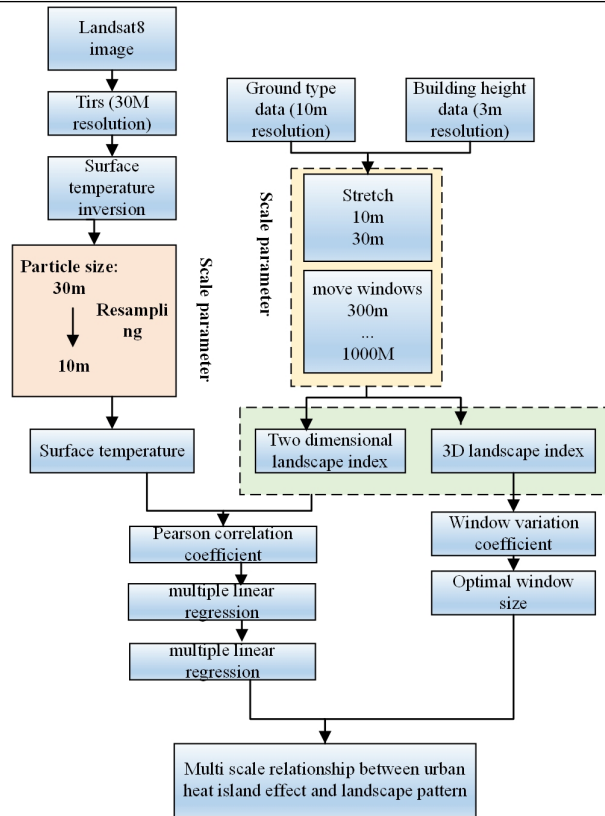 Landsat8
image
Tirs (30M
resolution)
Surface
temperature
inversion
Particle size:
30m
Resampli
ng
10m
Scale parameter
Surface temperature
Ground type
data (10m
resolution)
Building height
data (3m
resolution)
Scale
parameter
Stretch
10m
30m
move windows
300m
...
1000M
Two dimensional
landscape index
3D landscape index
Pearson correlation
coefficient
multiple linear
regression
multiple linear
regression
Window variation
coefficient
Optimal window
size
Multi scale relationship between urban
heat island effect and landscape pattern